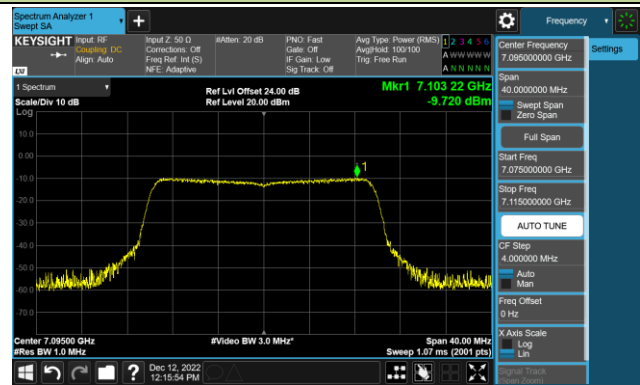 Spectrum Analyzer 1
Swept SA
Frequency
KEYSIGHT
Input: RF
Coupling: DC
Align: Auto
Input Z: 50 Ω
Corrections: Off
Freq Ref: Int (S)
NFE: Adaptive
#Atten: 20 dB
PNO: Fast
Gate: Off
IF Gain: Low
Sig Track: Off
Avg Type: Power (RMS)
Avg|Hold: 100/100
Trig: Free Run
1 2 3 4 5 6
A W W W W W
A N N N N N
LXI
1 Spectrum
Scale/Div 10 dB
Log
Ref Lvl Offset 24.00 dB
Ref Level 20.00 dBm
Mkr1 7.103 22 GHz
-9.720 dBm
10.0
0.00
-10.0
-20.0
-30.0
-40.0
-50.0
-60.0
-70.0
1
Center 7.09500 GHz
#Res BW 1.0 MHz
#Video BW 3.0 MHz*
Span 40.00 MHz
Sweep 1.07 ms (2001 pts)
Dec 12, 2022
12:15:54 PM
Center Frequency
7.095000000 GHz
Settings
Span
40.0000000 MHz
Swept Span
Zero Span
Full Span
Start Freq
7.075000000 GHz
Stop Freq
7.115000000 GHz
AUTO TUNE
CF Step
4.000000 MHz
Auto
Man
Freq Offset
0 Hz
X Axis Scale
Log
Lin
Signal Track
(Span Zoom)